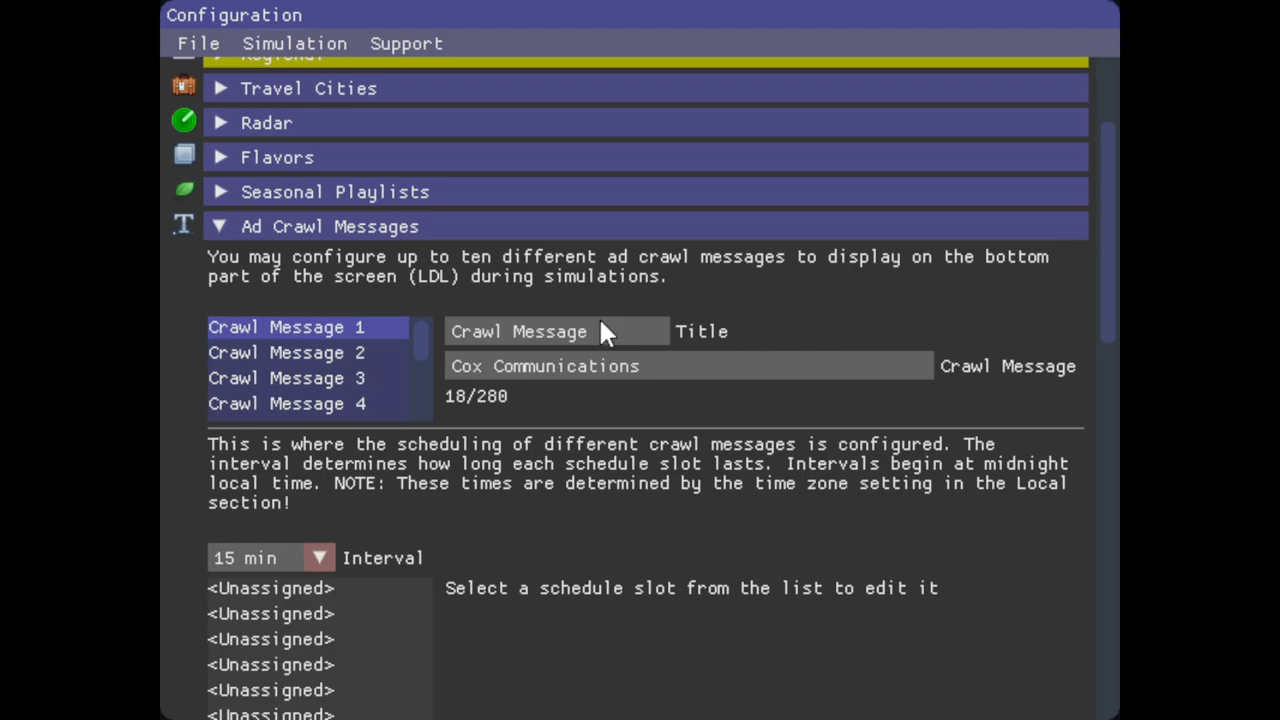 Configuration
File Simulation Support
Regional
Travel Cities
Radar
Flavors
Seasonal Playlists
T Ad Crawl Messages
You may configure up to ten different ad crawl messages to display on the bottom
part of the screen (LDL) during simulations.
Crawl Message 1
Crawl Message 2
Crawl Message 3
Crawl Message 4
Crawl Message Title
Cox Communications Crawl Message
18/280
This is where the scheduling of different crawl messages is configured. The
interval determines how long each schedule slot lasts. Intervals begin at midnight
local time. NOTE: These times are determined by the time zone setting in the Local
section!
15 min Interval
<Unassigned> Select a schedule slot from the list to edit it
<Unassigned>
<Unassigned>
<Unassigned>
<Unassigned>
<Unassigned>